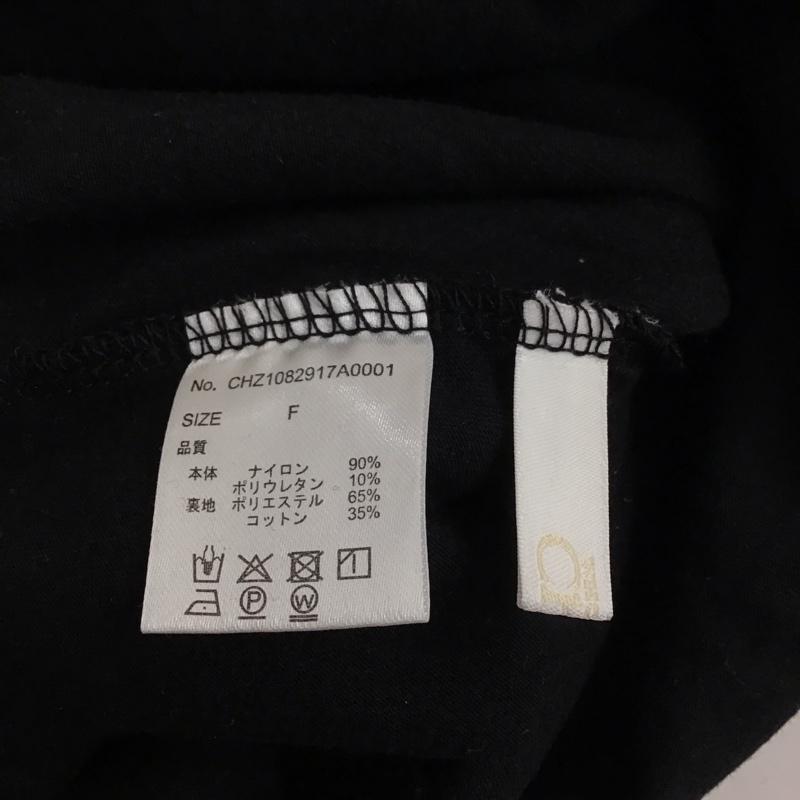 No. CHZ1082917A0001
SIZE F
品質
本体 ナイロン 90%
ポリウレタン 10%
裏地 ポリエステル 65%
コットン 35%
P
W